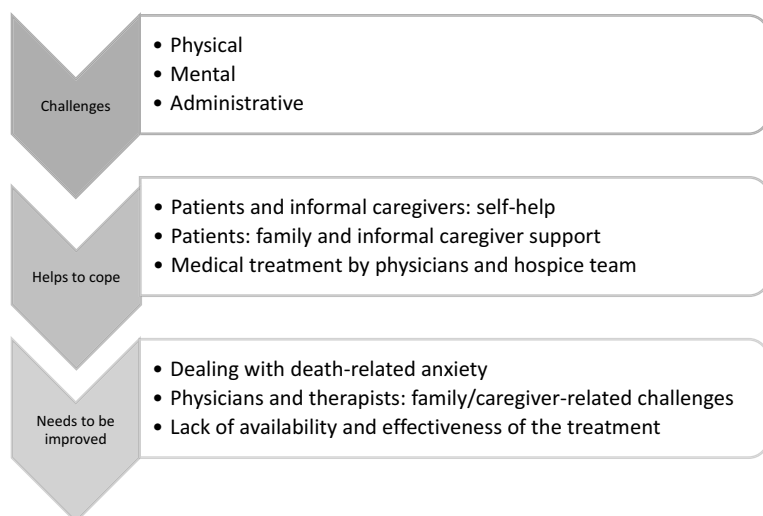 Challenges
• Physical
• Mental
• Administrative
Helps to cope
• Patients and informal caregivers: self-help
• Patients: family and informal caregiver support
• Medical treatment by physicians and hospice team
Needs to be
improved
• Dealing with death-related anxiety
• Physicians and therapists: family/caregiver-related challenges
• Lack of availability and effectiveness of the treatment